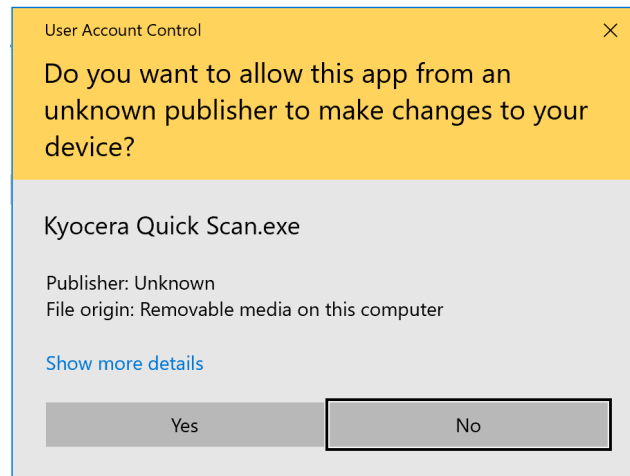 User Account Control
Do you want to allow this app from an
unknown publisher to make changes to your
device?
Kyocera Quick Scan.exe
Publisher: Unknown
File origin: Removable media on this computer
Show more details
Yes
No